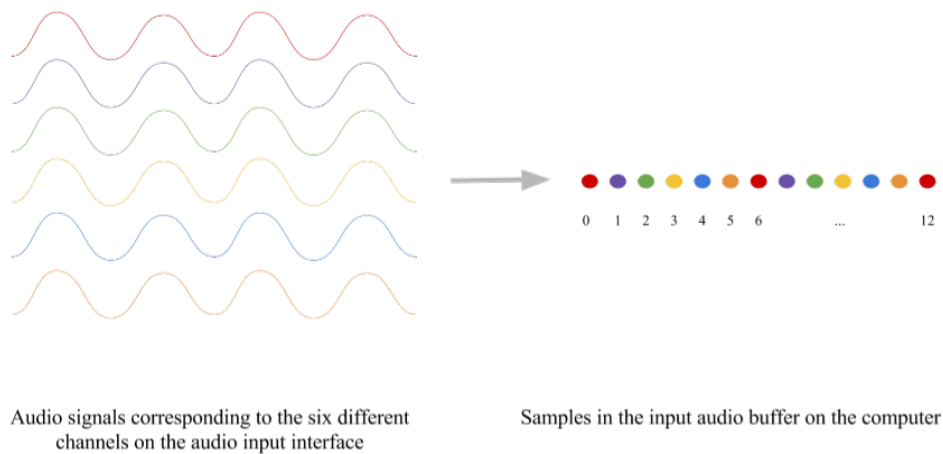 0 1 2 3 4 5 6 ... 12
Audio signals corresponding to the six different
channels on the audio input interface
Samples in the input audio buffer on the computer